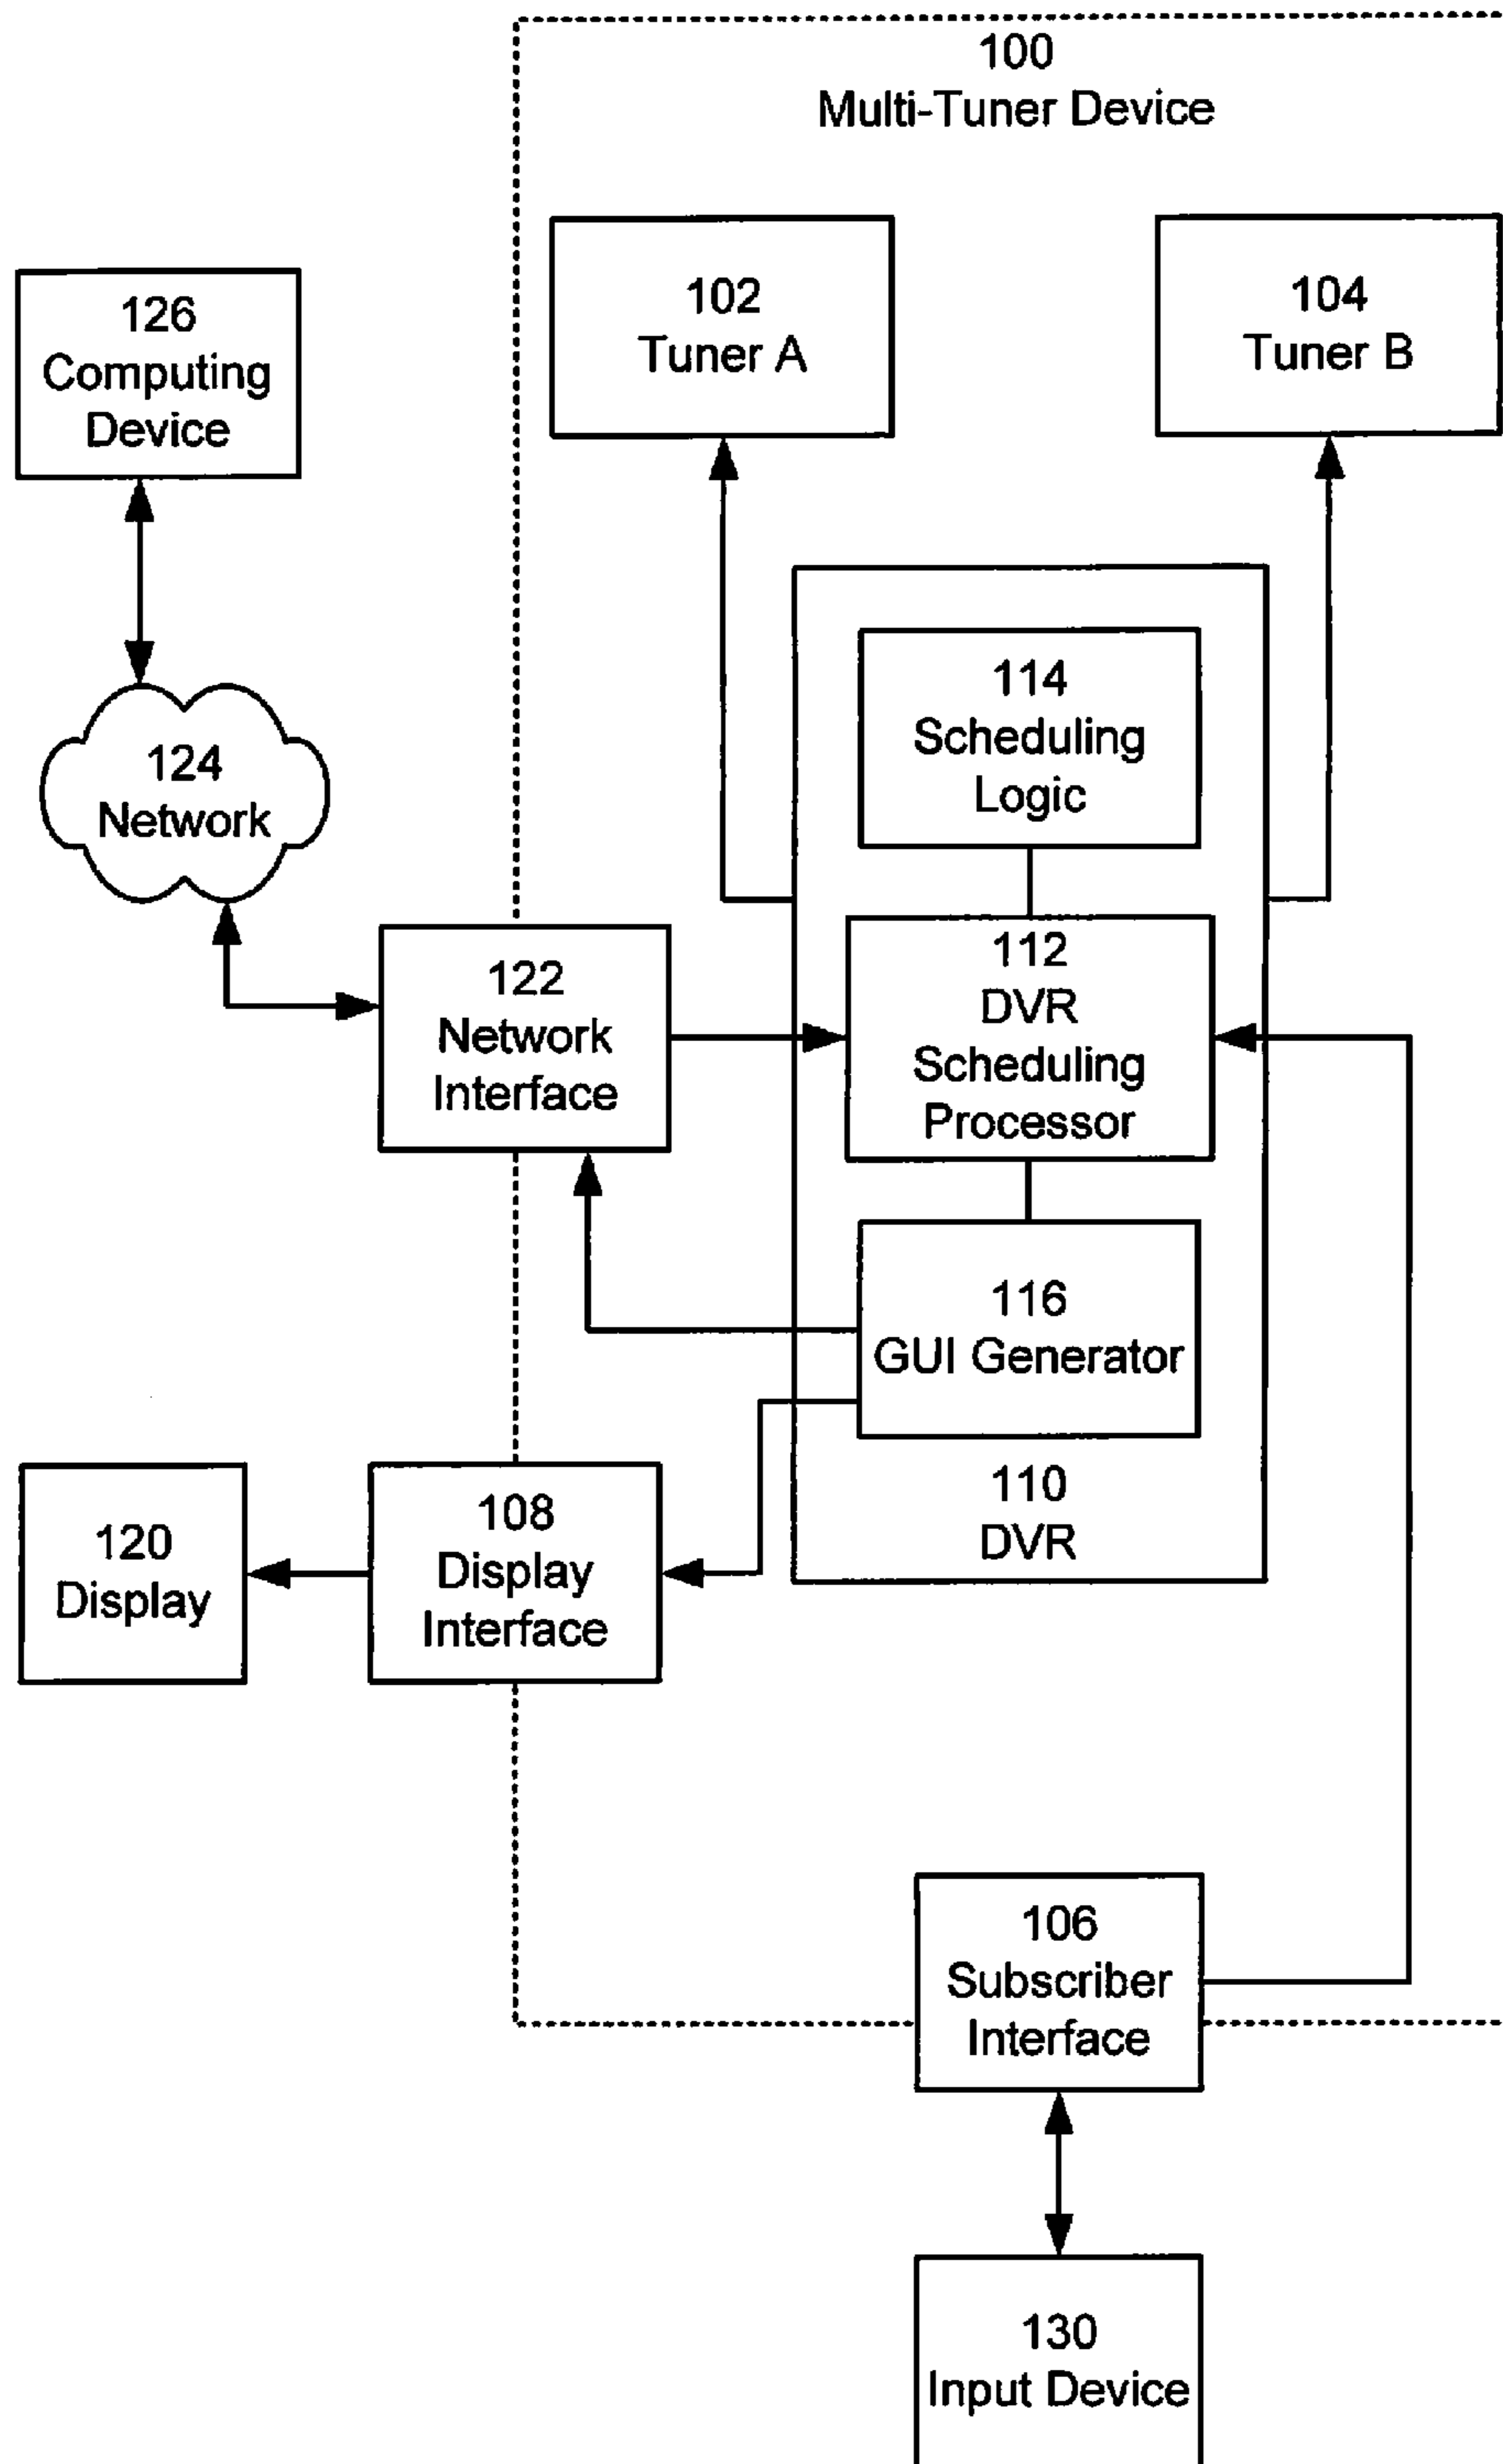 100
Multi-Tuner Device
102
Tuner A
104
Tuner B
126
Computing
Device
114
Scheduling
Logic
124
Network
112
DVR
Scheduling
Processor
122
Network
Interface
116
GUI Generator
110
DVR
108
Display
Interface
120
Display
106
Subscriber
Interface
130
Input Device